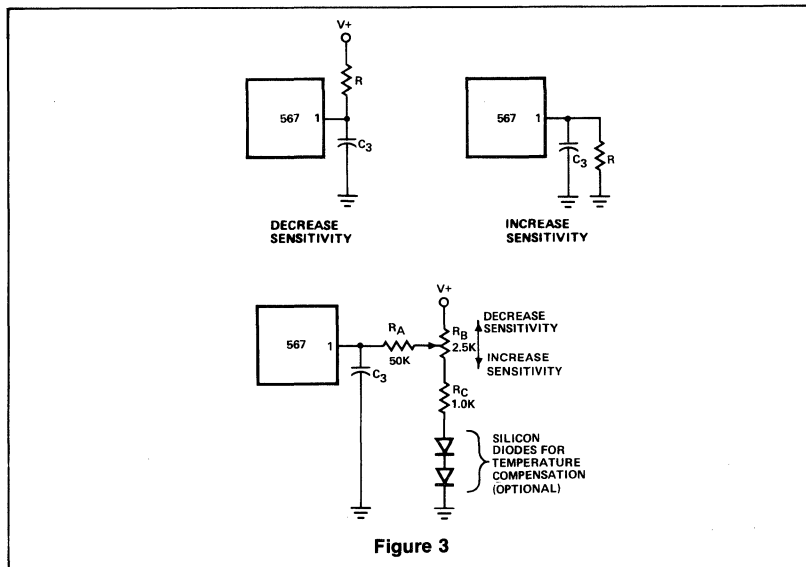 V+
R
567 1
C3
DECREASE
SENSITIVITY
567 1
C3
R
INCREASE
SENSITIVITY
V+
567 1
RA
50K
C3
RB
2.5K
DECREASE
SENSITIVITY
INCREASE
SENSITIVITY
RC
1.0K
SILICON
DIODES FOR
TEMPERATURE
COMPENSATION
(OPTIONAL)
Figure 3